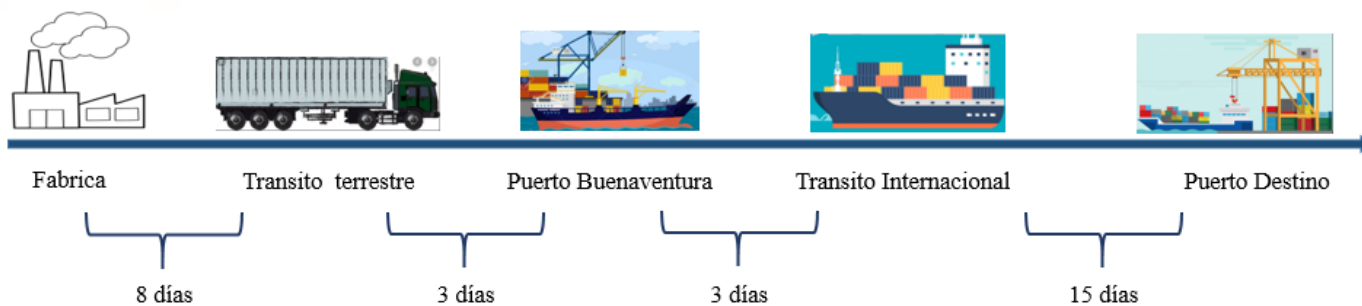 Fabrica
Transito terrestre
Puerto Buenaventura
Transito Internacional
Puerto Destino
8 días
3 días
3 días
15 días